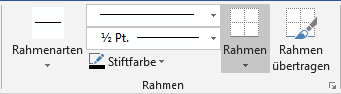 Rahmenarten
½ Pt.
Stiftfarbe
Rahmen
Rahmen
übertragen
Rahmen